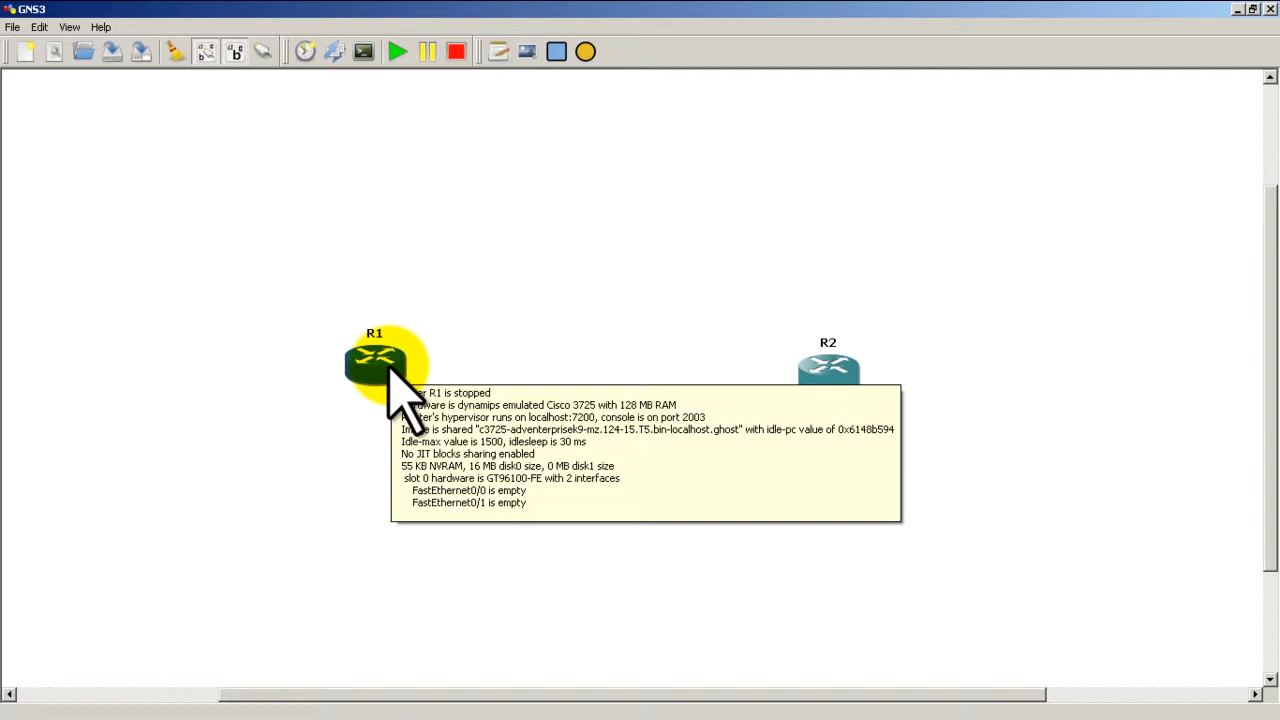 GNS3
File Edit View Help
R1
R2
R1 is stopped
is dynamips emulated Cisco 3725 with 128 MB RAM
hypervisor runs on localhost:7200, console is on port 2003
is shared "c3725-adventerprisek9-mz.124-15.T5.bin-localhost.ghost" with idle-pc value of 0x6148b594
Idle-max value is 1500, idlesleep is 30 ms
No JIT blocks sharing enabled
55 KB NVRAM, 16 MB disk0 size, 0 MB disk1 size
slot 0 hardware is GT96100-FE with 2 interfaces
FastEthernet0/0 is empty
FastEthernet0/1 is empty